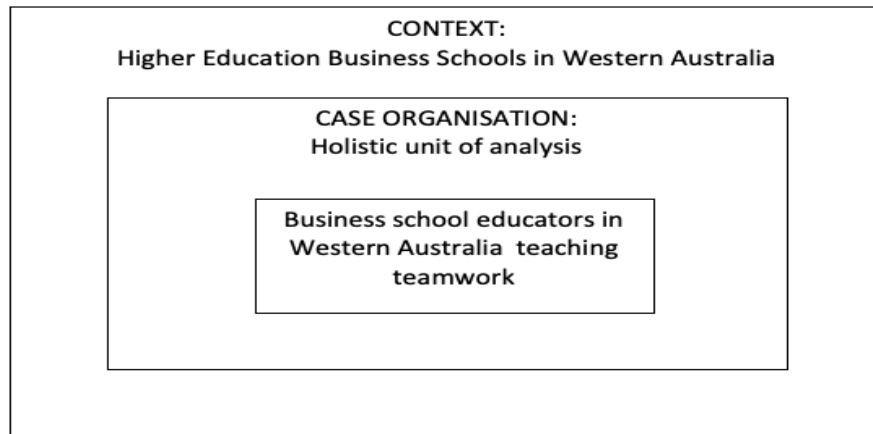 CONTEXT:
Higher Education Business Schools in Western Australia
CASE ORGANISATION:
Holistic unit of analysis
Business school educators in
Western Australia teaching
teamwork